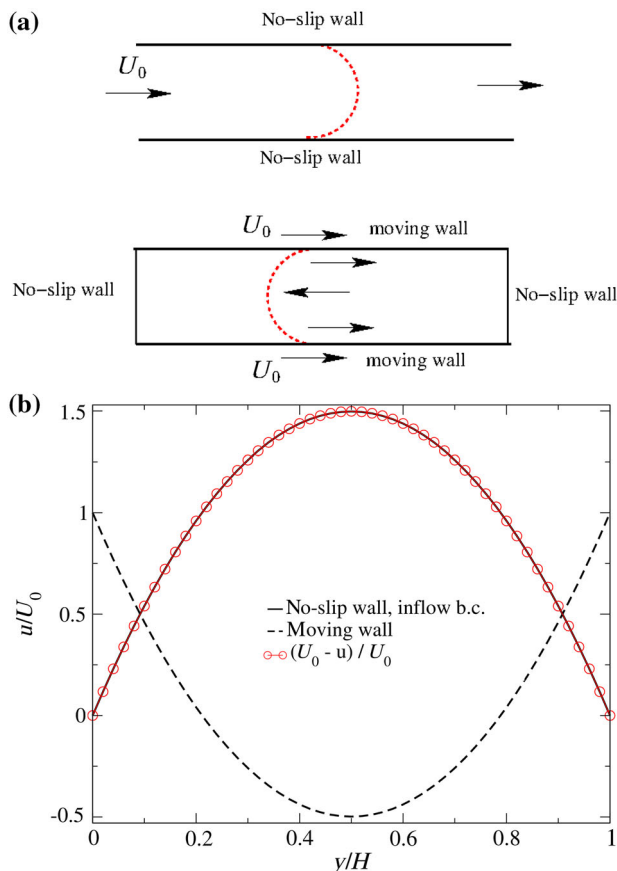 (a)
No-slip wall
U₀
No-slip wall
U₀ moving wall
No-slip wall
No-slip wall
U₀ moving wall
(b)
1.5
1
0.5
0
-0.5
u/U₀
No-slip wall, inflow b.c.
Moving wall
(U₀ - u) / U₀
0 0.2 0.4 0.6 0.8 1
y/H